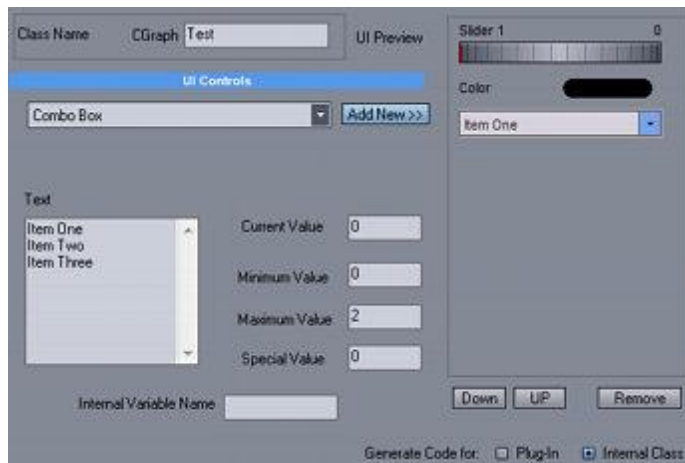 Class Name CGraph Test UI Preview
UI Controls
Combo Box Add New >>
Text
Item One
Item Two
Item Three
Current Value 0
Minimum Value 0
Maximum Value 2
Special Value 0
Internal Variable Name
Slider 1 0
Color
Item One
Down UP Remove
Generate Code for: Plug-In Internal Class